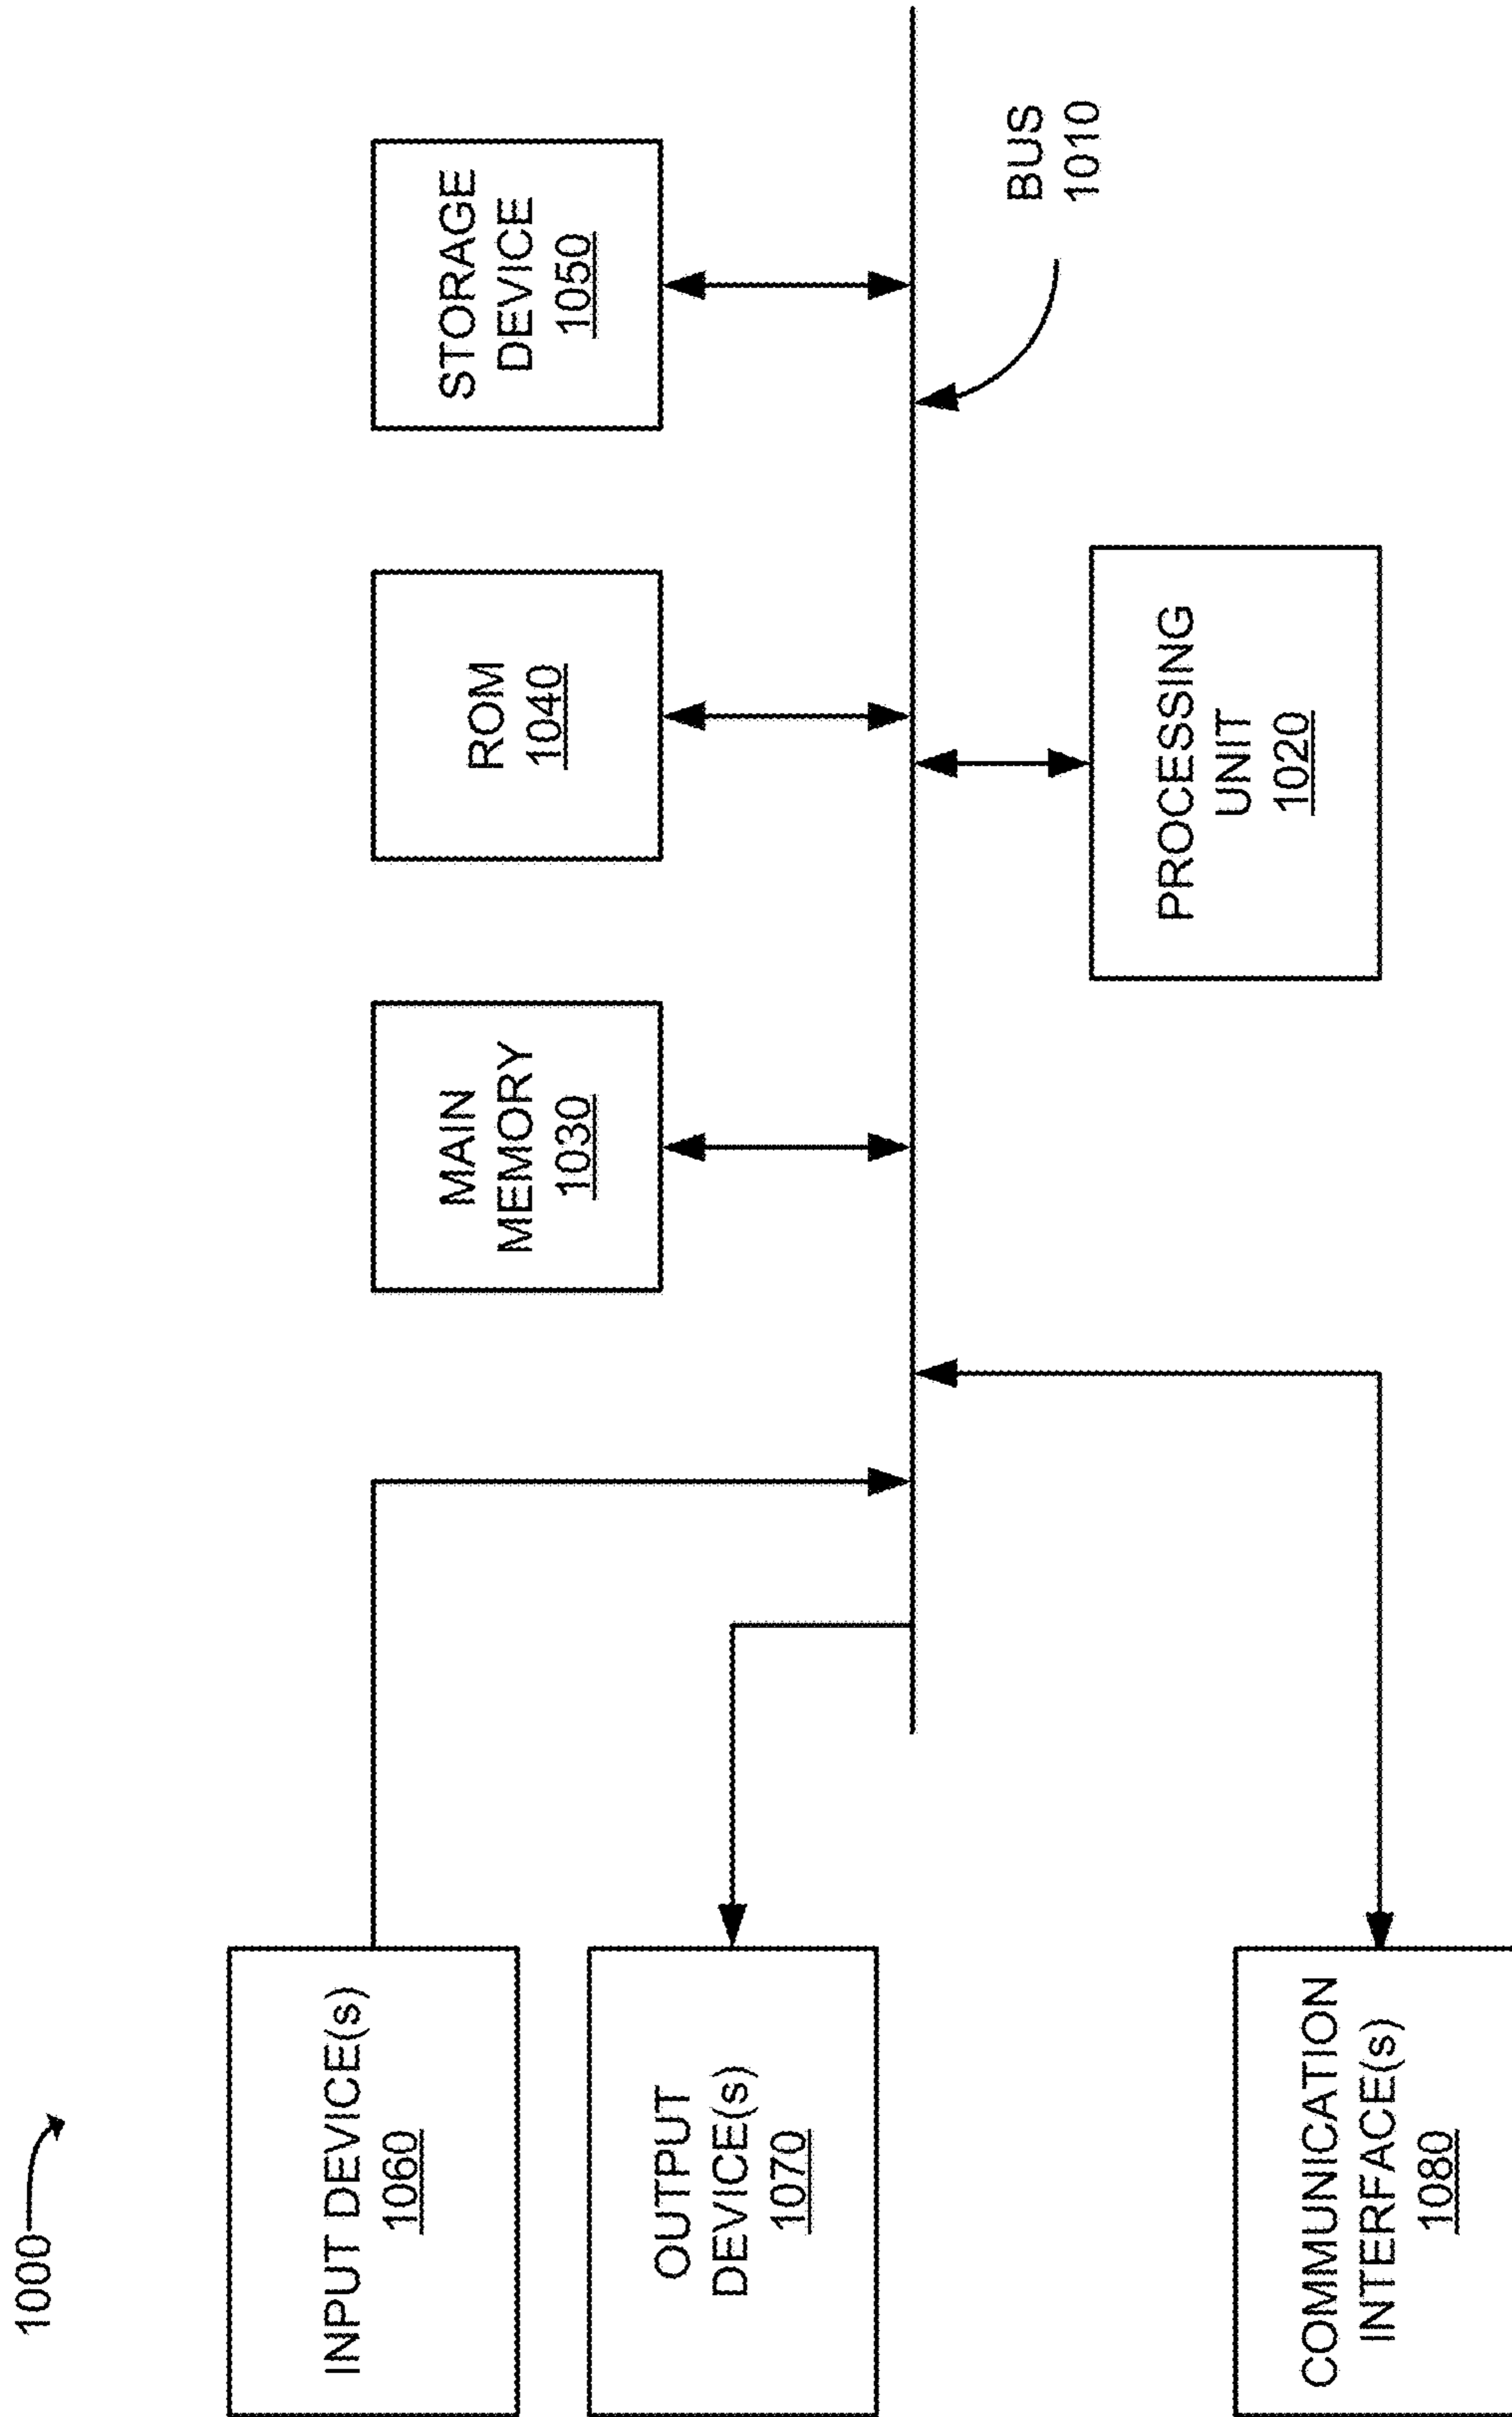 1000
INPUT DEVICE(s)
1060
OUTPUT
DEVICE(s)
1070
COMMUNICATION
INTERFACE(s)
1080
MAIN
MEMORY
1030
ROM
1040
STORAGE
DEVICE
1050
PROCESSING
UNIT
1020
BUS
1010